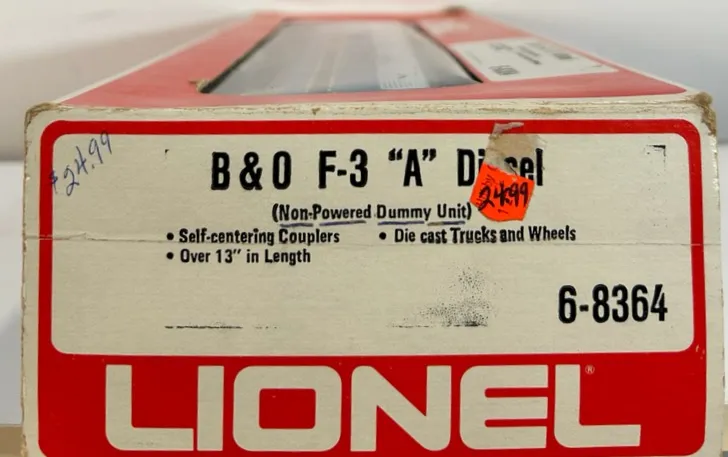 $24.99
B & O F-3 "A" Diesel
24.99
(Non-Powered Dummy Unit)
• Self-centering Couplers • Die cast Trucks and Wheels
• Over 13" in Length
6-8364
LIONEL®